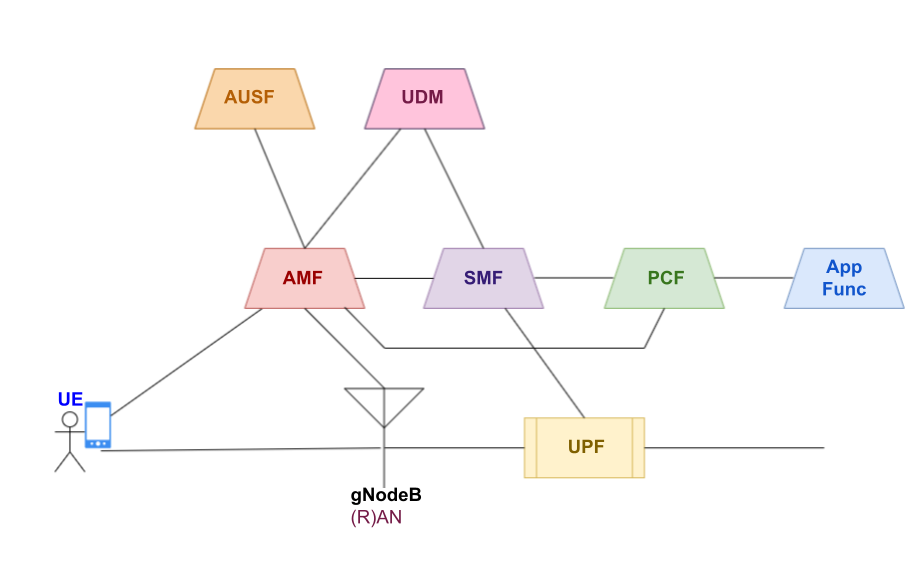 AUSF
UDM
AMF
SMF
PCF
App
Func
UE
UPF
gNodeB
(R)AN